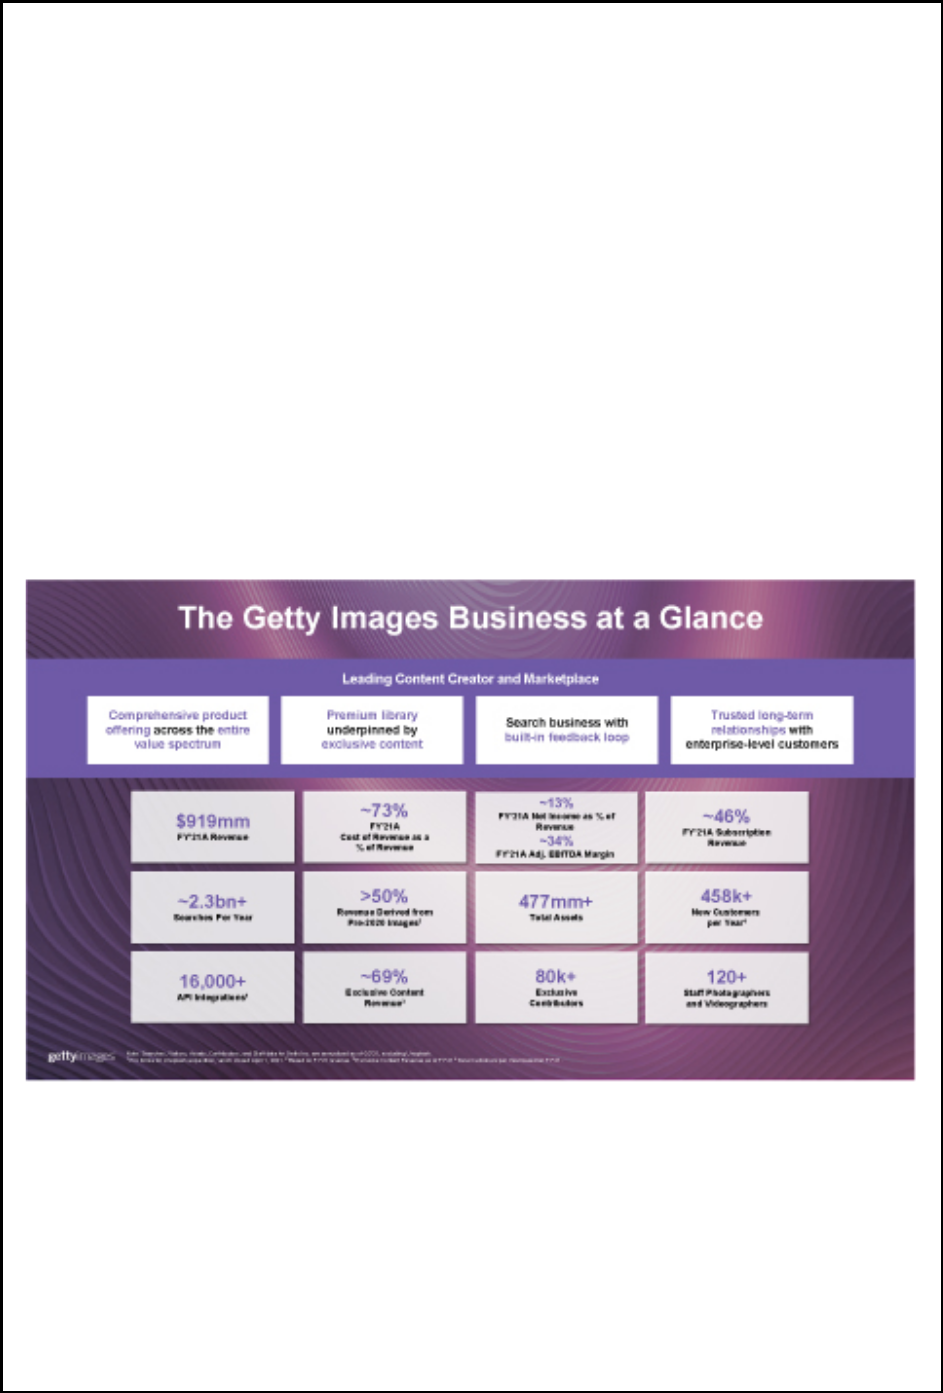 The Getty Images Business at a Glance
Leading Content Creator and Marketplace
Comprehensive product
offering across the entire
value spectrum
Premium library
underpinned by
exclusive content
Search business with
built-in feedback loop
Trusted long-term
relationships with
enterprise-level customers
$919mm
FY'21A Revenue
~73%
FY'21A
Cost of Revenue as a
% of Revenue
~13%
FY'21A Net Income as % of
Revenue
~34%
FY'21A Adj. EBITDA Margin
~46%
FY'21A Subscription
Revenue
~2.3bn+
Searches Per Year
>50%
Revenue Derived from
Pre-2020 Images
477mm+
Total Assets
458k+
New Customers
per Year
16,000+
API Integrations
~69%
Exclusive Content
Revenue
80k+
Exclusive
Contributors
120+
Staff Photographers
and Videographers
gettyimages